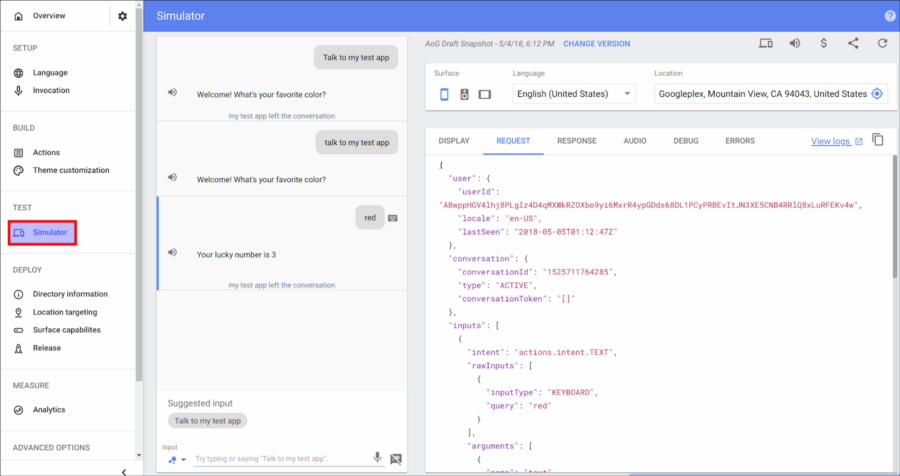 Overview
SETUP
Language
Invocation
BUILD
Actions
Theme customization
TEST
Simulator
DEPLOY
Directory information
Location targeting
Surface capabilites
Release
MEASURE
Analytics
ADVANCED OPTIONS
Simulator
Talk to my test app
Welcome! What's your favorite color?
my test app left the conversation
talk to my test app
Welcome! What's your favorite color?
red
Your lucky number is 3
my test app left the conversation
Suggested input
Talk to my test app
Input
Try typing or saying "Talk to my test app".
AoG Draft Snapshot - 5/4/18, 6:12 PM CHANGE VERSION
Surface Language Location
English (United States) Googleplex, Mountain View, CA 94043, United States
DISPLAY REQUEST RESPONSE AUDIO DEBUG ERRORS View logs
{
"user": {
"userId":
"ABwppHGV4lhj8PLgIz4D4qMXWkRZOXbo9yi6MxrR4ypGDds68DL1PCyPRBEvItJN3XE5CNB4RRlQ8xLuRFEKv4w",
"locale": "en-US",
"lastSeen": "2018-05-05T01:12:47Z"
},
"conversation": {
"conversationId": "1525711764285",
"type": "ACTIVE",
"conversationToken": "[]"
},
"inputs": [
{
"intent": "actions.intent.TEXT",
"rawInputs": [
{
"inputType": "KEYBOARD",
"query": "red"
}
],
"arguments": [
{